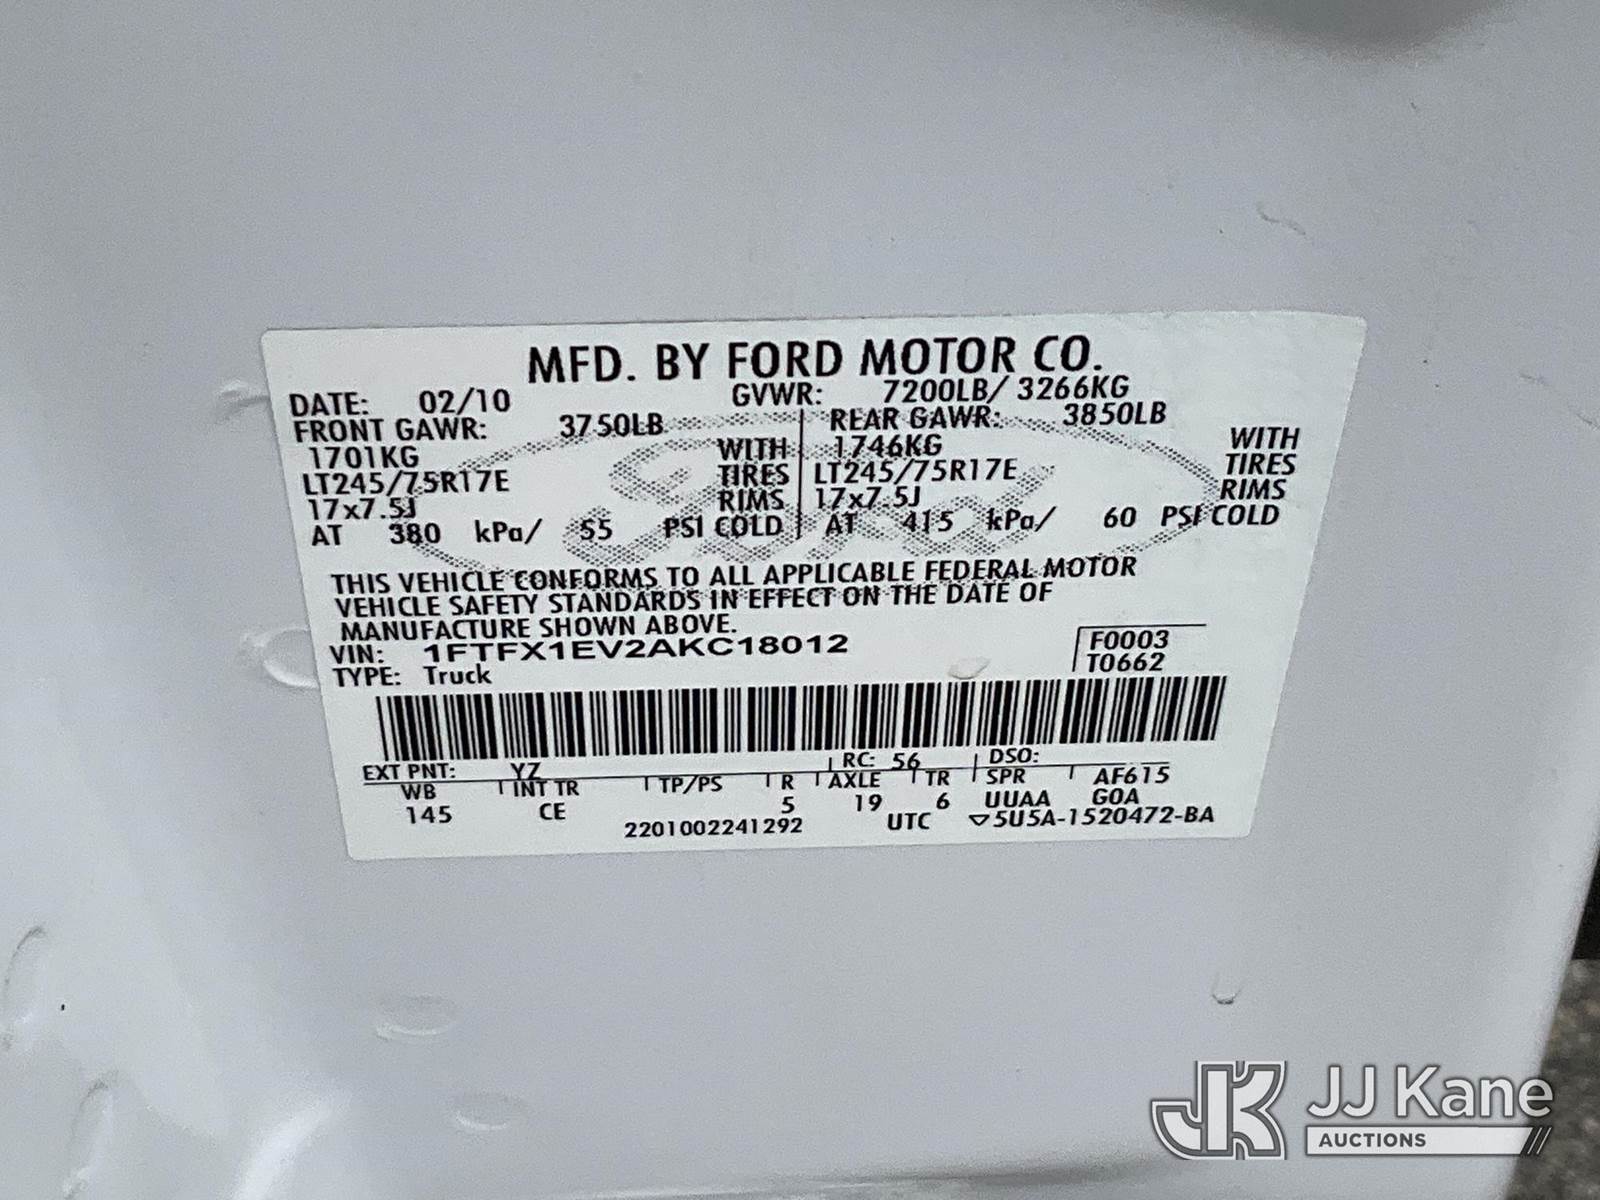 MFD. BY FORD MOTOR CO.
DATE: 02/10 GVWR: 7200LB/ 3266KG
FRONT GAWR: 3750LB REAR GAWR: 3850LB
1701KG WITH 1746KG WITH
LT245/75R17E TIRES LT245/75R17E TIRES
17x7.5J RIMS 17x7.5J RIMS
AT 380 kPa/ 55 PSI COLD AT 415 kPa/ 60 PSI COLD
THIS VEHICLE CONFORMS TO ALL APPLICABLE FEDERAL MOTOR
VEHICLE SAFETY STANDARDS IN EFFECT ON THE DATE OF
MANUFACTURE SHOWN ABOVE.
VIN: 1FTFX1EV2AKC18012 F0003
TYPE: Truck T0662
EXT PNT: YZ RC: 56 DSO:
WB INT TR TP/PS R AXLE TR SPR AF615
145 CE 5 19 6 UUAA G0A
2201002241292 UTC ▽5U5A-1520472-BA
JK JJ Kane
AUCTIONS